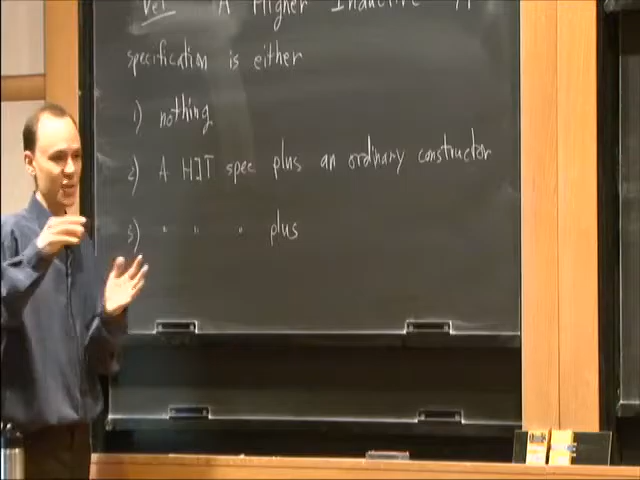 Def A Higher Inductive
specification is either
1) nothing
2) A HIT spec plus an ordinary constructor
3) " " " plus